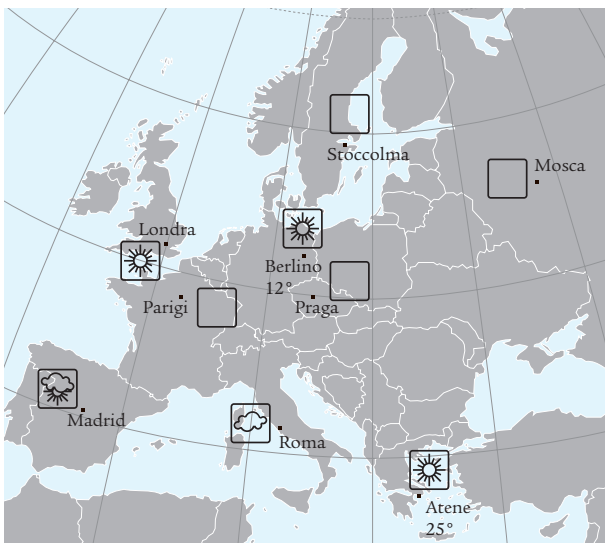 Stoccolma
Mosca
Londra
Berlino
12°
Parigi
Praga
Madrid
Roma
Atene
25°